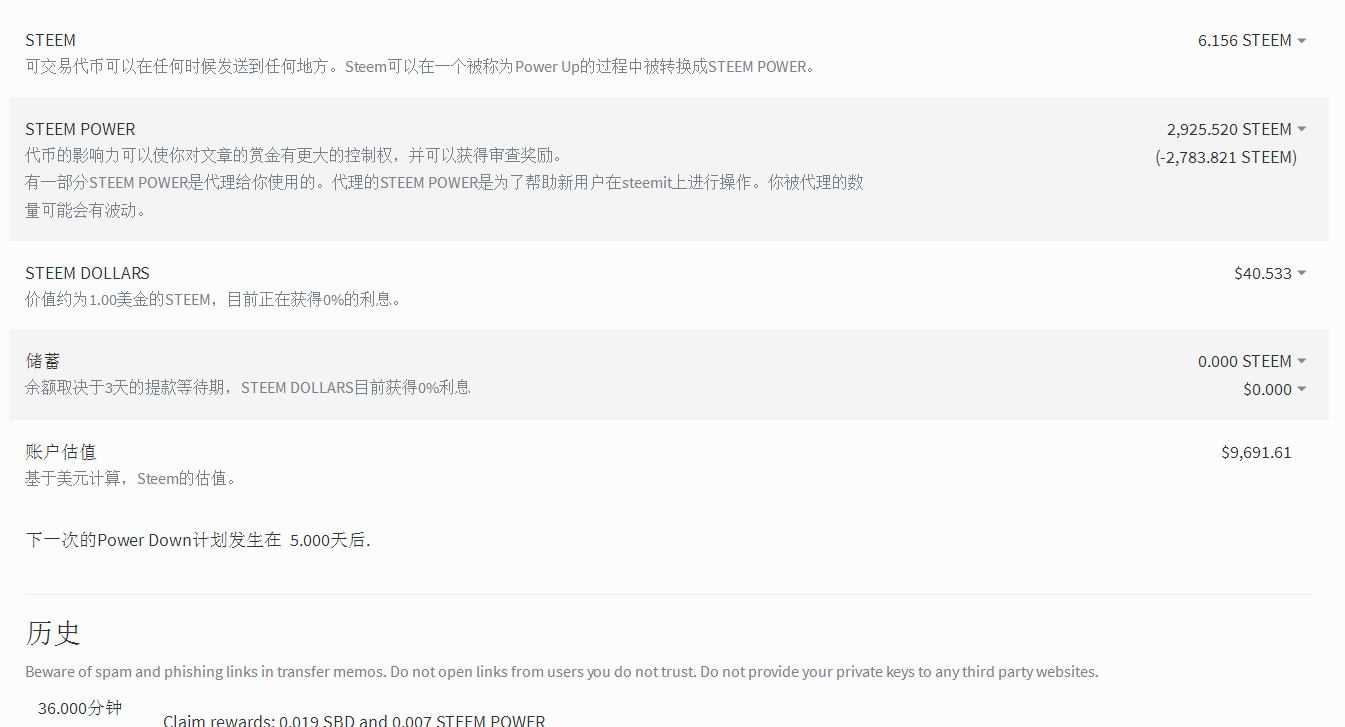 STEEM
6.156 STEEM
可交易代币可以在任何时候发送到任何地方。Steem可以在一个被称为Power Up的过程中被转换成STEEM POWER。
STEEM POWER
2,925.520 STEEM
代币的影响力可以使你对文章的赏金有更大的控制权，并可以获得审查奖励。
(-2,783.821 STEEM)
有一部分STEEM POWER是代理给你使用的。代理的STEEM POWER是为了帮助新用户在steemit上进行操作。你被代理的数
量可能会有波动。
STEEM DOLLARS
$40.533
价值约为1.00美金的STEEM，目前正在获得0%的利息。
储蓄
0.000 STEEM
余额取决于3天的提款等待期，STEEM DOLLARS目前获得0%利息
$0.000
账户估值
$9,691.61
基于美元计算，Steem的估值。
下一次的Power Down计划发生在 5.000天后.
历史
Beware of spam and phishing links in transfer memos. Do not open links from users you do not trust. Do not provide your private keys to any third party websites.
36.000分钟
Claim rewards: 0.019 SBD and 0.007 STEEM POWER